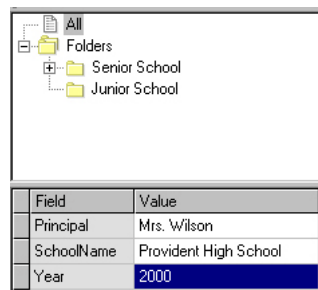 All
Folders
Senior School
Junior School
Field Value
Principal Mrs. Wilson
SchoolName Provident High School
Year 2000